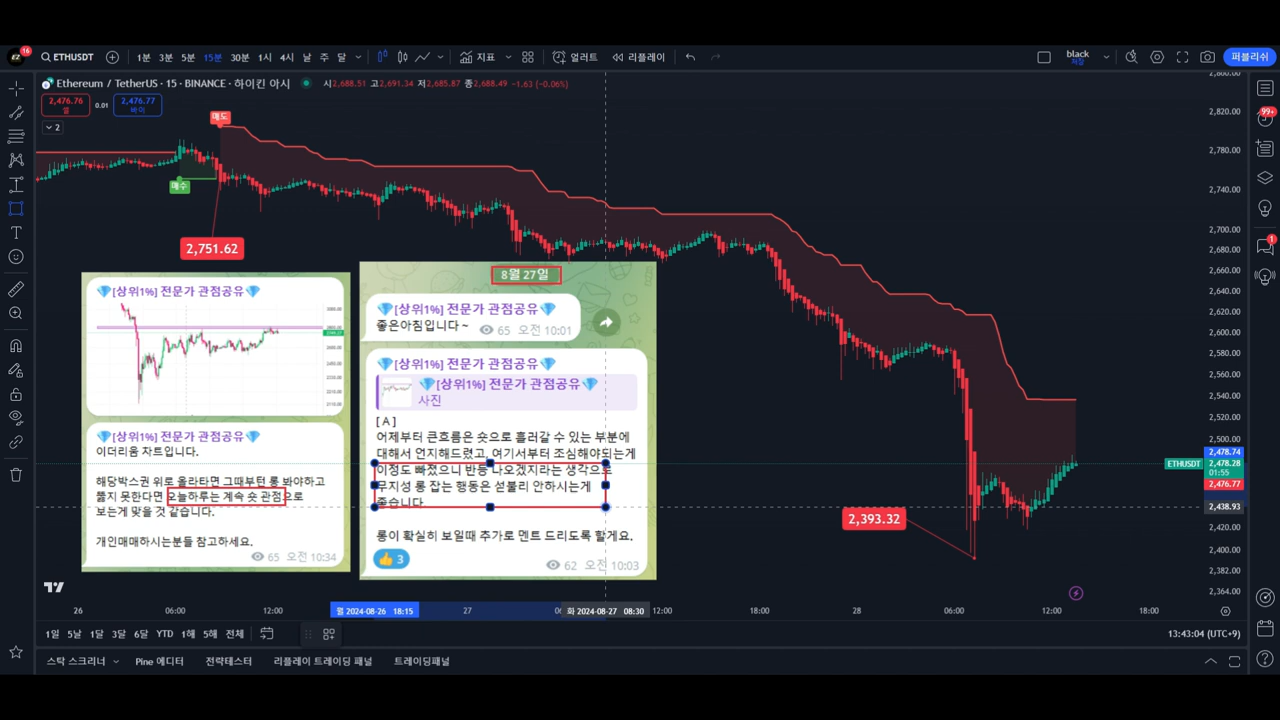 EZ
16
ETHUSDT
1분 3분 5분 15분 30분 1시 4시 날 주 달
지표
얼러트
리플레이
black
저장
퍼블리쉬
Ethereum / TetherUS · 15 · BINANCE · 하이킨 아시
시2,688.51 고2,691.34 저2,685.87 종2,688.49 -1.63 (-0.06%)
2,476.76
셀
0.01
2,476.77
바이
2
매도
매수
2,751.62
💎[상위1%] 전문가 관점공유💎
💎[상위1%] 전문가 관점공유💎
이더리움 차트입니다.
해당박스권 위로 올라타면 그때부턴 롱 봐야하고
뚫지 못한다면 오늘하루는 계속 숏 관점으로
보는게 맞을 것 같습니다.
개인매매하시는분들 참고하세요.
65 오전 10:34
8월 27일
💎[상위1%] 전문가 관점공유💎
좋은아침입니다 ~
65 오전 10:01
💎[상위1%] 전문가 관점공유💎
💎[상위1%] 전문가 관점공유💎
사진
[ A ]
어제부터 큰흐름은 숏으로 흘러갈 수 있는 부분에
대해서 언지해드렸고, 여기서부터 조심해야되는게
이정도 빠졌으니 반등 나오겠지라는 생각으로
무지성 롱 잡는 행동은 섣불리 안하시는게
좋습니다.
롱이 확실히 보일때 추가로 멘트 드리도록 할게요.
👍 3
62 오전 10:03
2,393.32
2,820.00
2,780.00
2,740.00
2,700.00
2,680.00
2,660.00
2,640.00
2,620.00
2,600.00
2,580.00
2,560.00
2,540.00
2,520.00
2,500.00
2,478.74
ETHUSDT
2,478.28
01:55
2,476.77
2,438.93
2,420.00
2,400.00
2,382.00
2,364.00
99+
1
26 06:00 12:00 월 2024-08-26 18:15 27 화 2024-08-27 08:30 12:00 18:00 28 06:00 12:00 18:00
1일 5날 1달 3달 6달 YTD 1해 5해 전체
13:43:04 (UTC+9)
스탁 스크리너 Pine 에디터 전략테스터 리플레이 트레이딩 패널 트레이딩패널